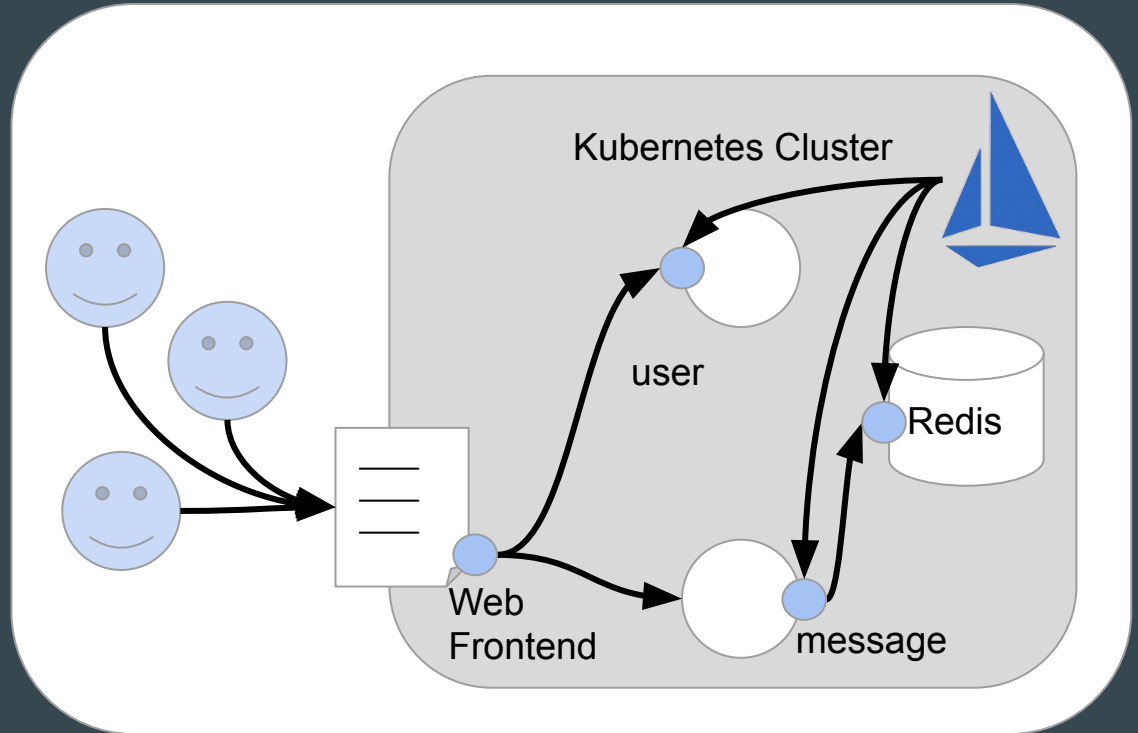 Kubernetes Cluster
user
Redis
Web
Frontend
message